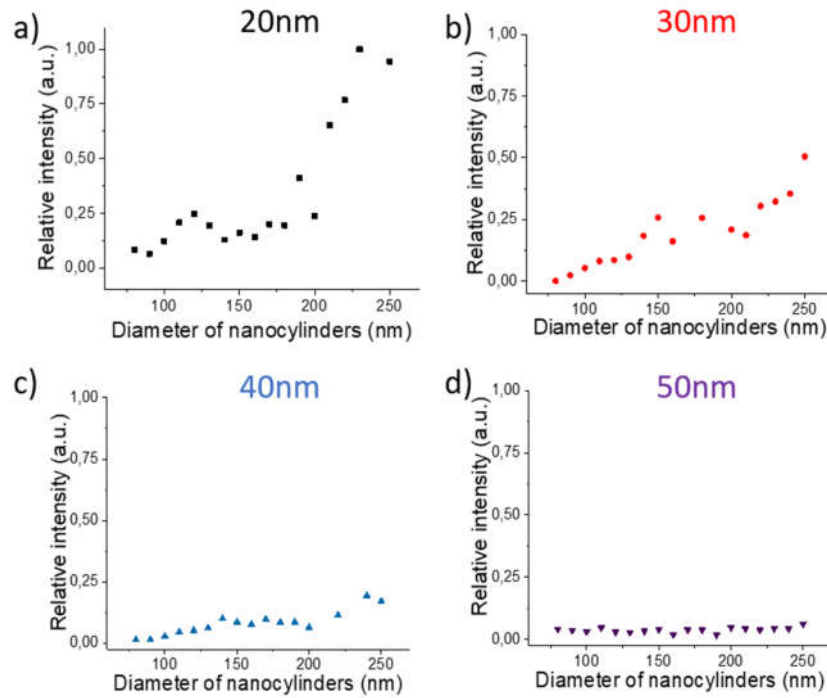 a)
20nm
Relative intensity (a.u.)
1,00
0,75
0,50
0,25
0,00
100 150 200 250
Diameter of nanocylinders (nm)
b)
30nm
Relative intensity (a.u.)
1,00
0,75
0,50
0,25
0,00
100 150 200 250
Diameter of nanocylinders (nm)
c)
40nm
Relative intensity (a.u.)
1,00
0,75
0,50
0,25
0,00
100 150 200 250
Diameter of nanocylinders (nm)
d)
50nm
Relative intensity (a.u.)
1,00
0,75
0,50
0,25
0,00
100 150 200 250
Diameter of nanocylinders (nm)